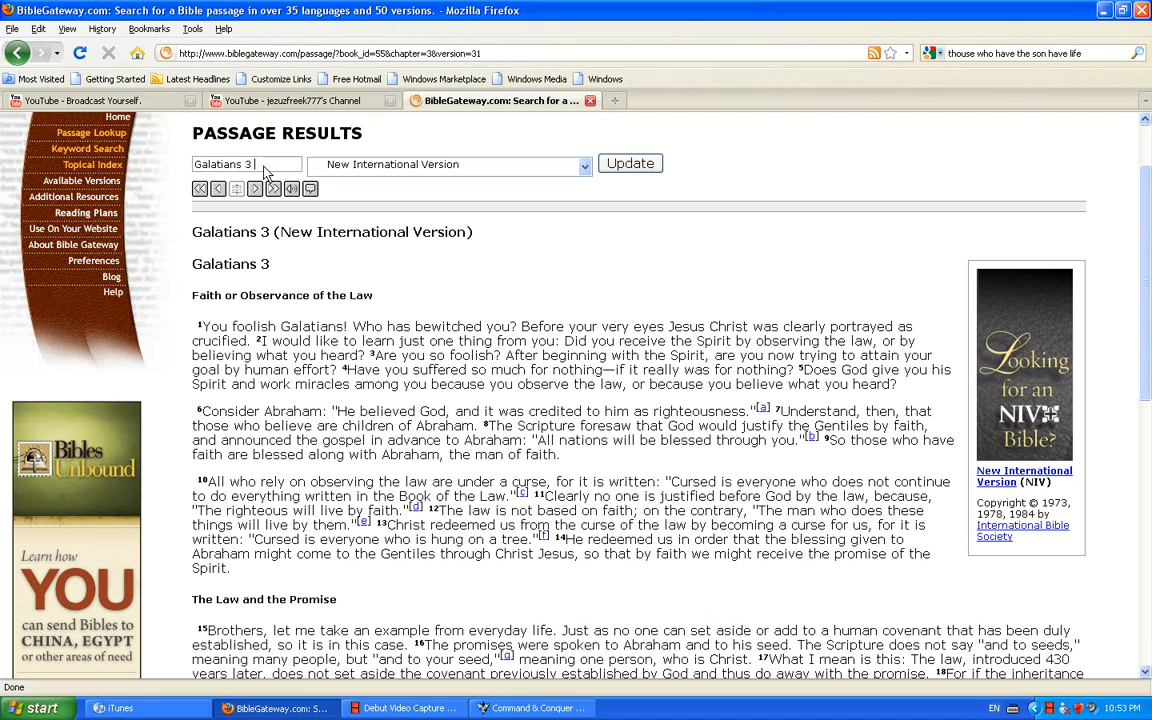 BibleGateway.com: Search for a Bible passage in over 35 languages and 50 versions. - Mozilla Firefox
File Edit View History Bookmarks Tools Help
http://www.biblegateway.com/passage/?book_id=55&chapter=3&version=31
thouse who have the son have life
Most Visited Getting Started Latest Headlines Customize Links Free Hotmail Windows Marketplace Windows Media Windows
YouTube - Broadcast Yourself. YouTube - jezuzfreek777's Channel BibleGateway.com: Search for a ...
Home
Passage Lookup
Keyword Search
Topical Index
Available Versions
Additional Resources
Reading Plans
Use On Your Website
About Bible Gateway
Preferences
Blog
Help
Bibles
Unbound
Learn how
YOU
can send Bibles to
CHINA, EGYPT
or other areas of need
PASSAGE RESULTS
Galatians 3 New International Version Update
Galatians 3 (New International Version)
Galatians 3
Faith or Observance of the Law
1You foolish Galatians! Who has bewitched you? Before your very eyes Jesus Christ was clearly portrayed as
crucified. 2I would like to learn just one thing from you: Did you receive the Spirit by observing the law, or by
believing what you heard? 3Are you so foolish? After beginning with the Spirit, are you now trying to attain your
goal by human effort? 4Have you suffered so much for nothing—if it really was for nothing? 5Does God give you his
Spirit and work miracles among you because you observe the law, or because you believe what you heard?
6Consider Abraham: "He believed God, and it was credited to him as righteousness."[a] 7Understand, then, that
those who believe are children of Abraham. 8The Scripture foresaw that God would justify the Gentiles by faith,
and announced the gospel in advance to Abraham: "All nations will be blessed through you."[b] 9So those who have
faith are blessed along with Abraham, the man of faith.
10All who rely on observing the law are under a curse, for it is written: "Cursed is everyone who does not continue
to do everything written in the Book of the Law."[c] 11Clearly no one is justified before God by the law, because,
"The righteous will live by faith."[d] 12The law is not based on faith; on the contrary, "The man who does these
things will live by them."[e] 13Christ redeemed us from the curse of the law by becoming a curse for us, for it is
written: "Cursed is everyone who is hung on a tree."[f] 14He redeemed us in order that the blessing given to
Abraham might come to the Gentiles through Christ Jesus, so that by faith we might receive the promise of the
Spirit.
The Law and the Promise
15Brothers, let me take an example from everyday life. Just as no one can set aside or add to a human covenant that has been duly
established, so it is in this case. 16The promises were spoken to Abraham and to his seed. The Scripture does not say "and to seeds,"
meaning many people, but "and to your seed,"[g] meaning one person, who is Christ. 17What I mean is this: The law, introduced 430
years later, does not set aside the covenant previously established by God and thus do away with the promise. 18For if the inheritance
Looking
for an
NIV
Bible?
New International
Version (NIV)
Copyright © 1973,
1978, 1984 by
International Bible
Society
Done
start iTunes BibleGateway.com: S... Debut Video Capture ... Command & Conquer ... EN 10:53 PM